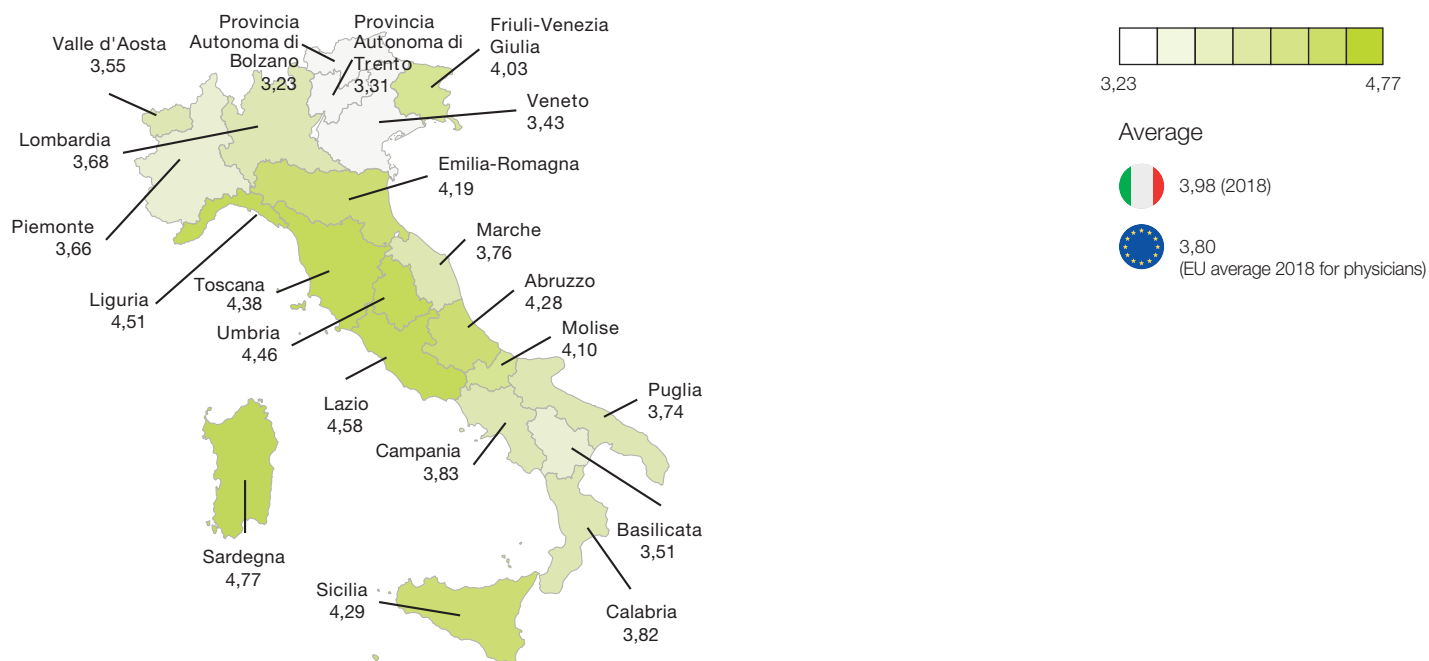 Valle d'Aosta
3,55
Provincia
Autonoma di
Bolzano
3,23
Provincia
Autonoma di
Trento
3,31
Friuli-Venezia
Giulia
4,03
Veneto
3,43
Lombardia
3,68
Emilia-Romagna
4,19
Piemonte
3,66
Marche
3,76
Liguria
4,51
Toscana
4,38
Abruzzo
4,28
Umbria
4,46
Molise
4,10
Lazio
4,58
Puglia
3,74
Campania
3,83
Basilicata
3,51
Sardegna
4,77
Sicilia
4,29
Calabria
3,82
3,23
4,77
Average
3,98 (2018)
3,80
(EU average 2018 for physicians)